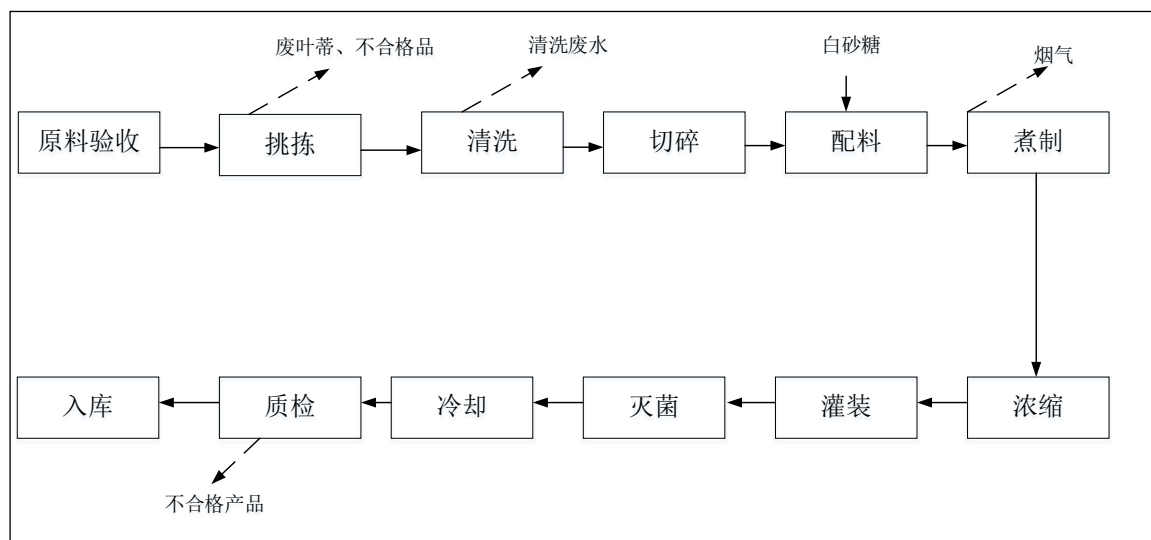 废叶蒂、不合格品
清洗废水
白砂糖
烟气
原料验收
挑拣
清洗
切碎
配料
煮制
入库
质检
冷却
灭菌
灌装
浓缩
不合格产品